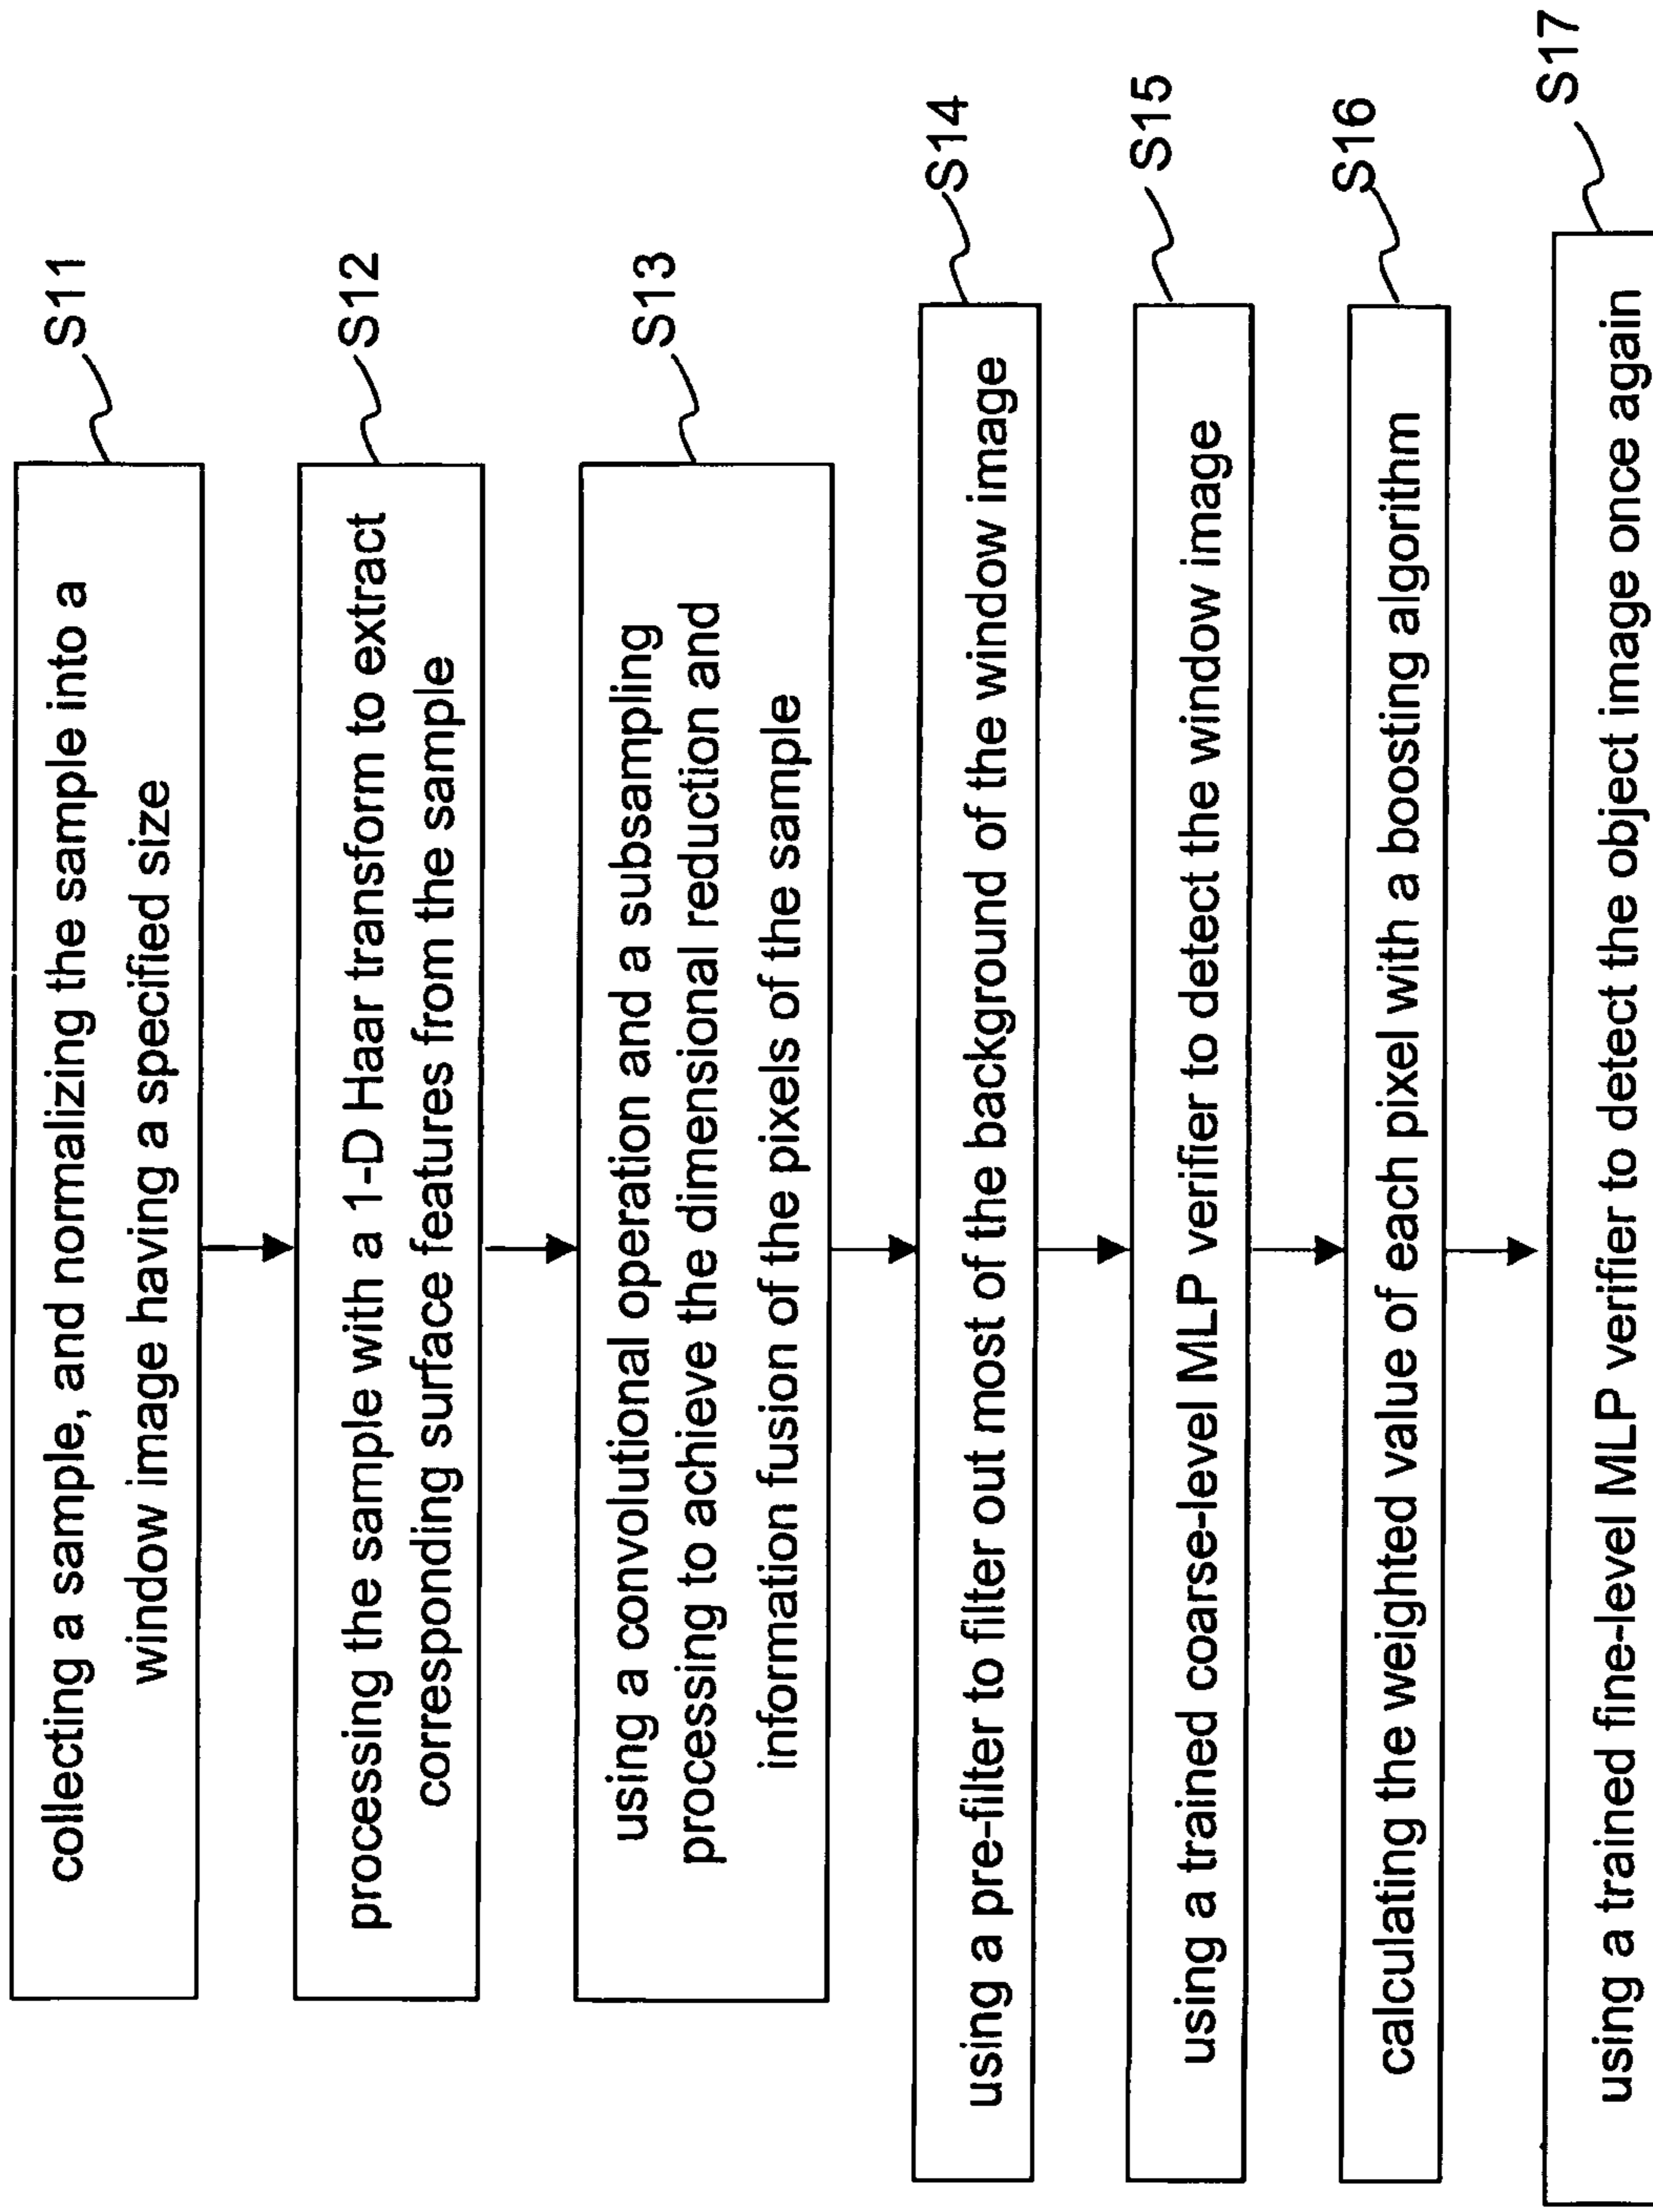 collecting a sample, and normalizing the sample into a
window image having a specified size
S11
processing the sample with a 1-D Haar transform to extract
corresponding surface features from the sample
S12
using a convolutional operation and a subsampling
processing to achieve the dimensional reduction and
information fusion of the pixels of the sample
S13
using a pre-filter to filter out most of the background of the window image
S14
using a trained coarse-level MLP verifier to detect the window image
S15
calculating the weighted value of each pixel with a boosting algorithm
S16
using a trained fine-level MLP verifier to detect the object image once again
S17